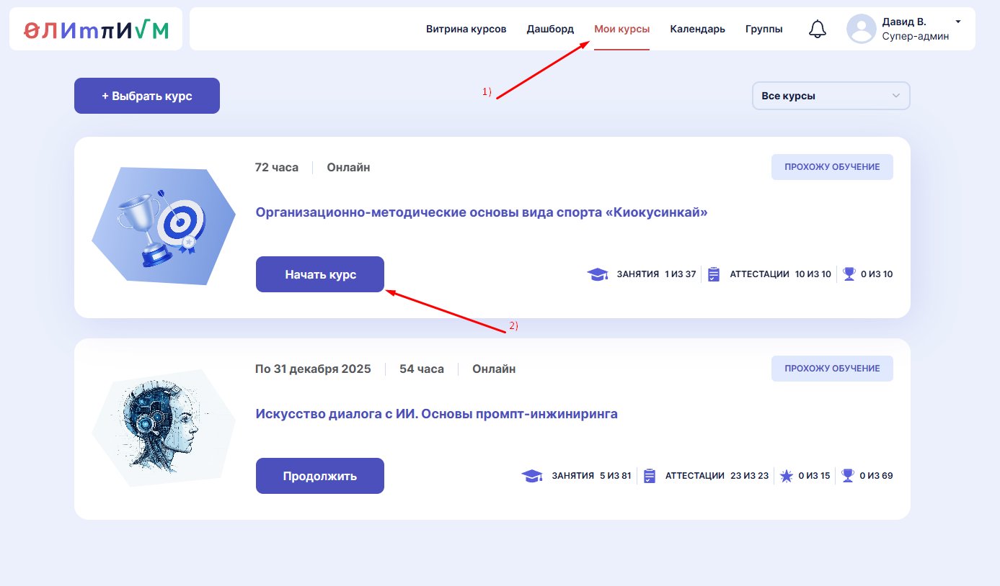 ѲЛИтпИ√М
Витрина курсов Дашборд Мои курсы Календарь Группы
Давид В.
Супер-админ
1)
+ Выбрать курс
Все курсы
72 часа Онлайн
ПРОХОЖУ ОБУЧЕНИЕ
Организационно-методические основы вида спорта «Киокусинкай»
Начать курс
ЗАНЯТИЯ 1 ИЗ 37 АТТЕСТАЦИИ 10 ИЗ 10 0 ИЗ 10
2)
По 31 декабря 2025 54 часа Онлайн
ПРОХОЖУ ОБУЧЕНИЕ
Искусство диалога с ИИ. Основы промпт-инжиниринга
Продолжить
ЗАНЯТИЯ 5 ИЗ 81 АТТЕСТАЦИИ 23 ИЗ 23 0 ИЗ 15 0 ИЗ 69